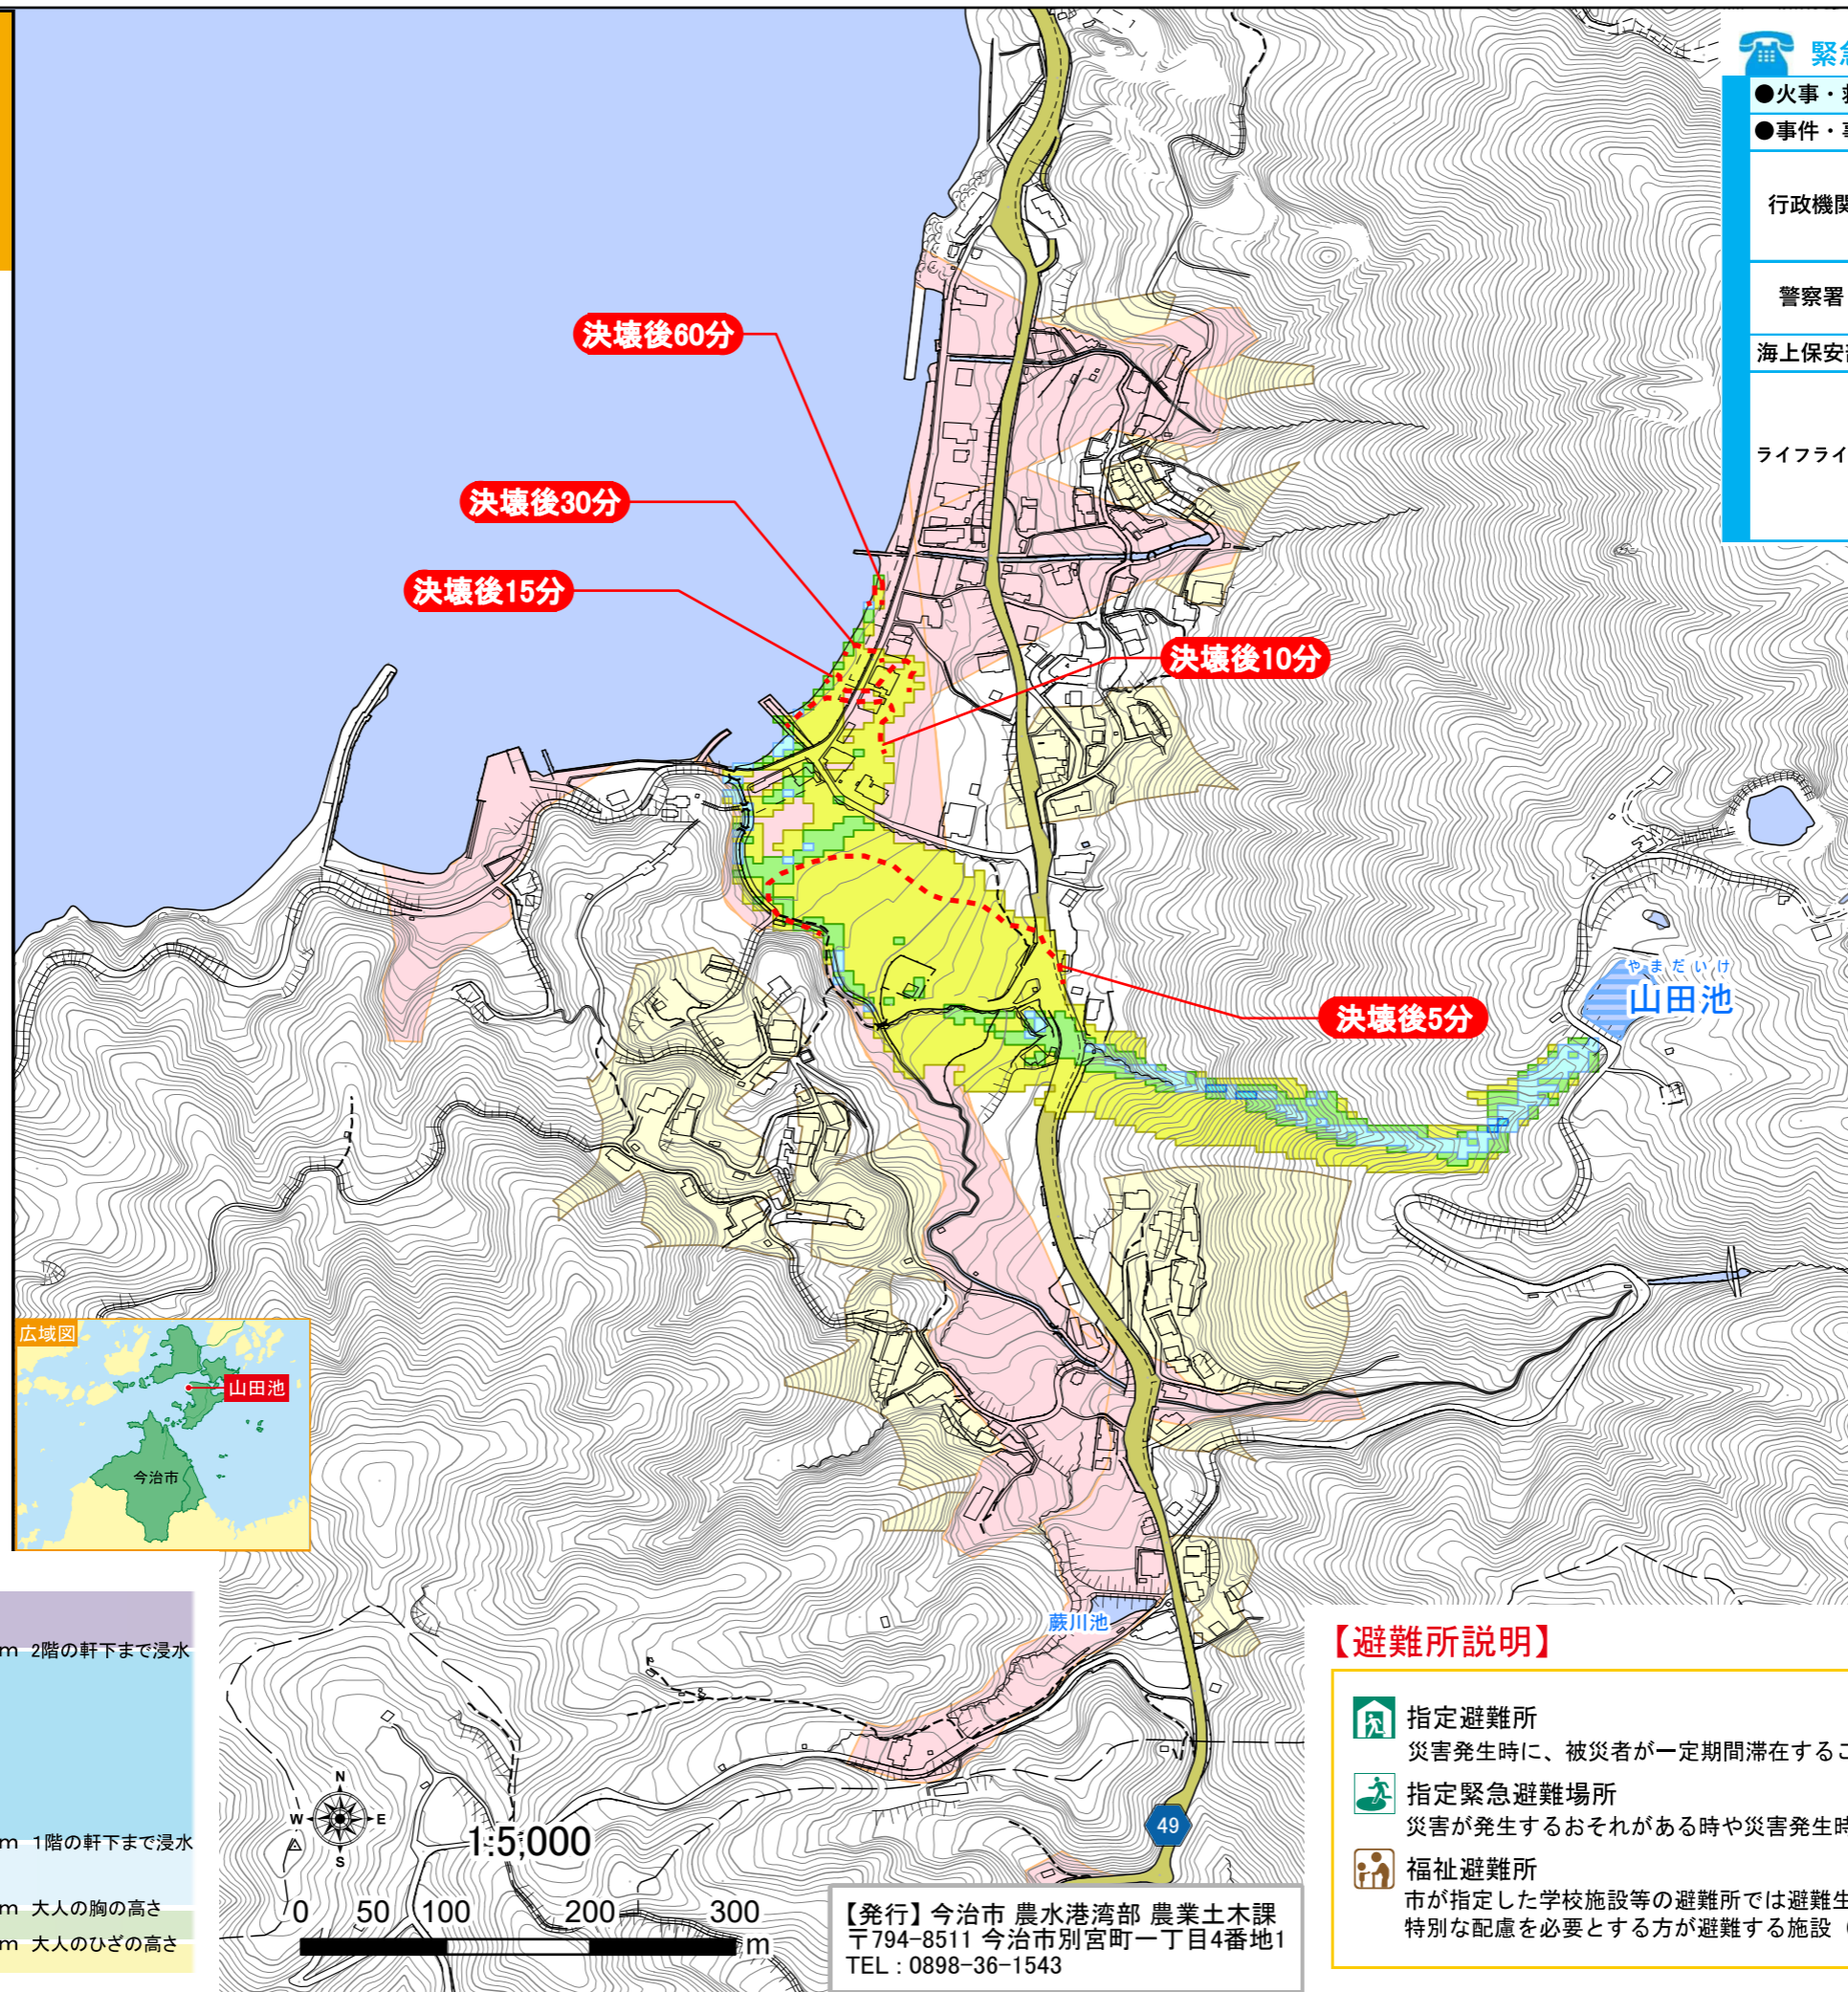 緊急
●火事・救
●事件・事
行政機関
警察署
海上保安部
ライフライ
決壊後60分
決壊後30分
決壊後15分
決壊後10分
決壊後5分
やまだいけ
山田池
広域図
山田池
今治市
m 2階の軒下まで浸水
m 1階の軒下まで浸水
m 大人の胸の高さ
m 大人のひざの高さ
蕨川池
49
N
W E
S
1:5,000
0 50 100 200 300
m
【発行】今治市 農水港湾部 農業土木課
〒794-8511 今治市別宮町一丁目4番地1
TEL : 0898-36-1543
【避難所説明】
指定避難所
災害発生時に、被災者が一定期間滞在するこ
指定緊急避難場所
災害が発生するおそれがある時や災害発生時
福祉避難所
市が指定した学校施設等の避難所では避難生
特別な配慮を必要とする方が避難する施設（